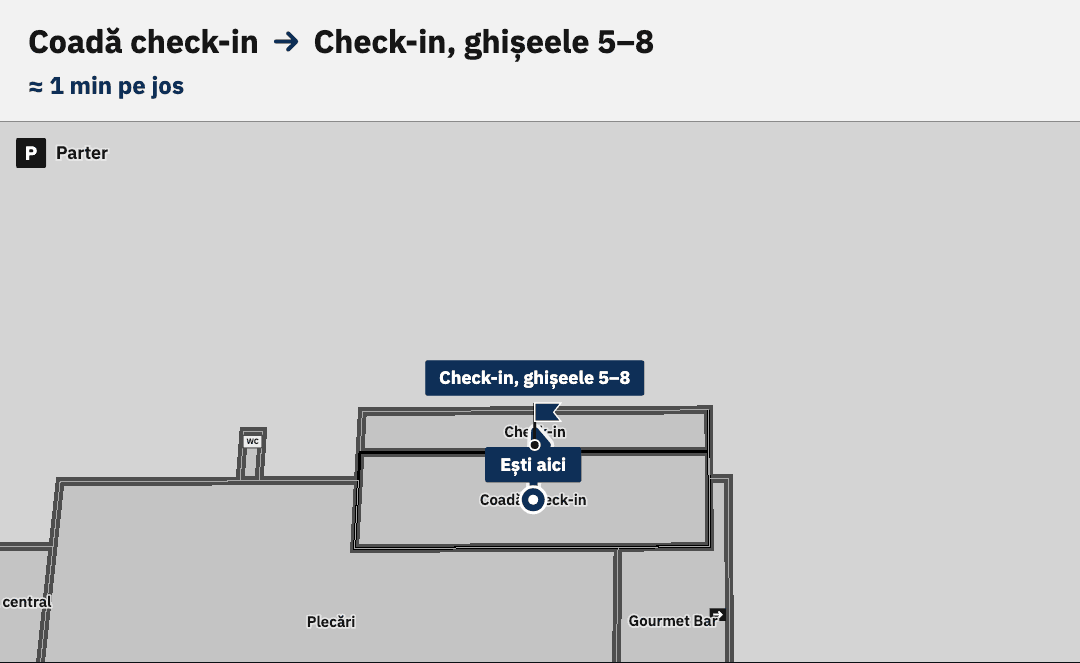 Coadă check-in → Check-in, ghișeele 5–8
≈ 1 min pe jos
P Parter
Check-in, ghișeele 5–8
WC
Ești aici
central
Plecări
Gourmet Bar